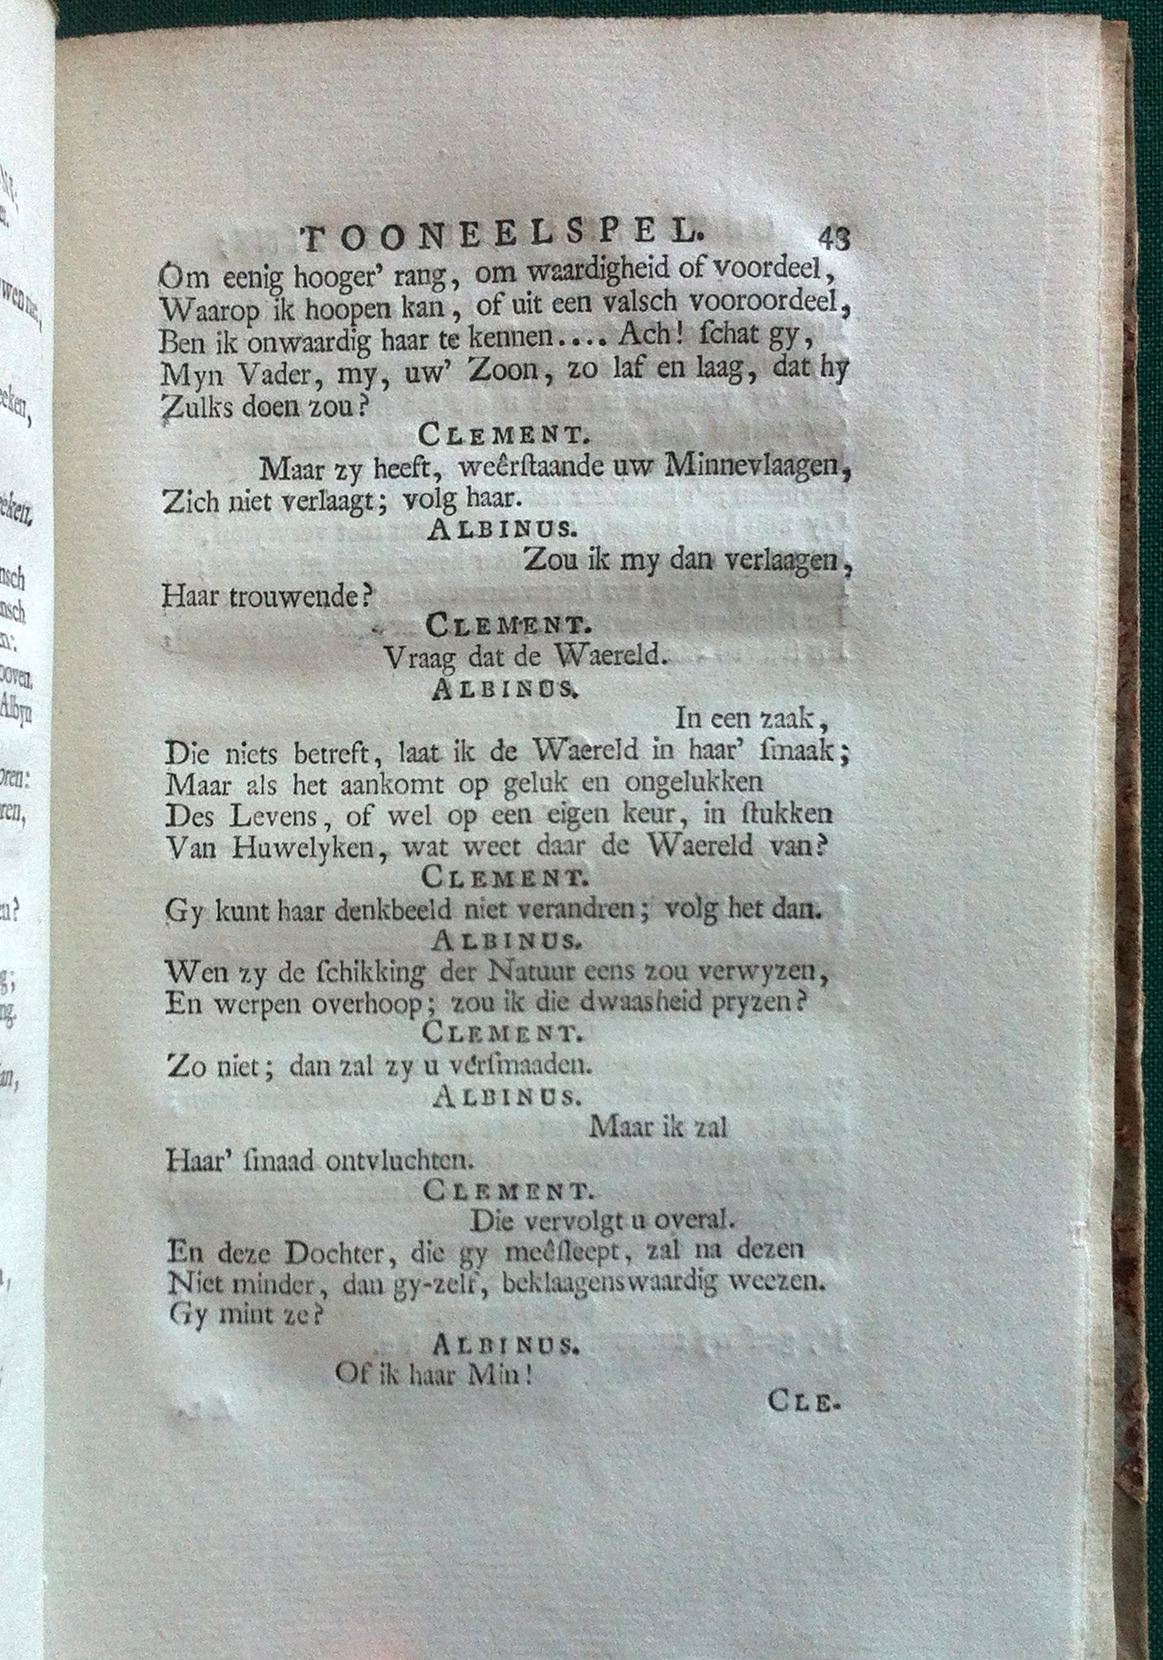 TOONEELSPEL. 43
Om eenig hooger' rang, om waardigheid of voordeel,
Waarop ik hoopen kan, of uit een valsch vooroordeel,
Ben ik onwaardig haar te kennen.... Ach! ſchat gy,
Myn Vader, my, uw' Zoon, zo laf en laag, dat hy
Zulks doen zou?
CLEMENT.
Maar zy heeft, weêrſtaande uw Minnevlaagen,
Zich niet verlaagt; volg haar.
ALBINUS.
Zou ik my dan verlaagen,
Haar trouwende?
CLEMENT.
Vraag dat de Waereld.
ALBINUS.
In een zaak,
Die niets betreft, laat ik de Waereld in haar' ſmaak;
Maar als het aankomt op geluk en ongelukken
Des Levens, of wel op een eigen keur, in ſtukken
Van Huwelyken, wat weet daar de Waereld van?
CLEMENT.
Gy kunt haar denkbeeld niet verandren; volg het dan.
ALBINUS.
Wen zy de ſchikking der Natuur eens zou verwyzen,
En werpen overhoop; zou ik die dwaasheid pryzen?
CLEMENT.
Zo niet; dan zal zy u verſmaaden.
ALBINUS.
Maar ik zal
Haar' ſmaad ontvluchten.
CLEMENT.
Die vervolgt u overal.
En deze Dochter, die gy meêſleept, zal na dezen
Niet minder, dan gy-zelf, beklaagenswaardig weezen.
Gy mint ze?
ALBINUS.
Of ik haar Min!
CLE-